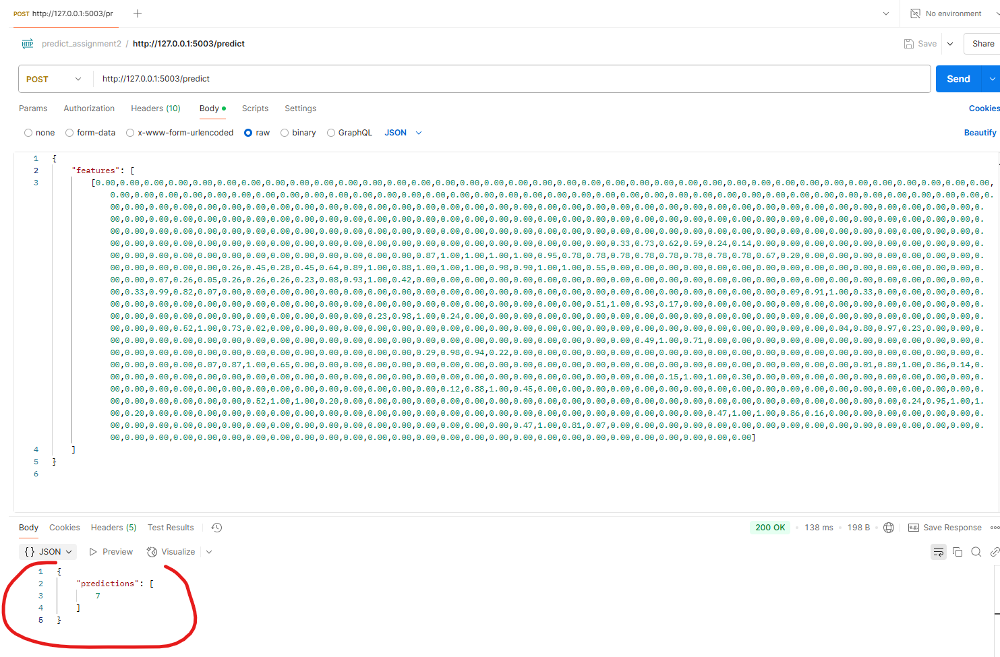 POST http://127.0.0.1:5003/pr
No environment
HTTP predict_assignment2 / http://127.0.0.1:5003/predict
Save
Share
POST
http://127.0.0.1:5003/predict
Send
Params Authorization Headers (10) Body Scripts Settings
Cookies
none form-data x-www-form-urlencoded raw binary GraphQL JSON
Beautify
1 {
2 "features": [
3 [0.00,0.00,0.00,0.00,0.00,0.00,0.00,0.00,0.00,0.00,0.00,0.00,0.00,0.00,0.00,0.00,0.00,0.00,0.00,0.00,0.00,0.00,0.00,0.00,0.00,0.00,0.00,0.00,0.00,0.00,0.00,0.00,0.00,0.00,0.00,0.00,0.00,
0.00,0.00,0.00,0.00,0.00,0.00,0.00,0.00,0.00,0.00,0.00,0.00,0.00,0.00,0.00,0.00,0.00,0.00,0.00,0.00,0.00,0.00,0.00,0.00,0.00,0.00,0.00,0.00,0.00,0.00,0.00,0.00,0.00,0.00,0.00,0.00,0.
00,0.00,0.00,0.00,0.00,0.00,0.00,0.00,0.00,0.00,0.00,0.00,0.00,0.00,0.00,0.00,0.00,0.00,0.00,0.00,0.00,0.00,0.00,0.00,0.00,0.00,0.00,0.00,0.00,0.00,0.00,0.00,0.00,0.00,0.00,0.00,0.
00,0.00,0.00,0.00,0.00,0.00,0.00,0.00,0.00,0.00,0.00,0.00,0.00,0.00,0.00,0.00,0.00,0.00,0.00,0.00,0.00,0.00,0.00,0.00,0.00,0.00,0.00,0.00,0.00,0.00,0.00,0.00,0.00,0.00,0.00,0.00,0.
00,0.00,0.00,0.00,0.00,0.00,0.00,0.00,0.00,0.00,0.00,0.00,0.00,0.00,0.00,0.00,0.00,0.00,0.00,0.00,0.00,0.00,0.00,0.00,0.00,0.00,0.00,0.00,0.00,0.00,0.00,0.00,0.00,0.00,0.00,0.00,0.
00,0.00,0.00,0.00,0.00,0.00,0.00,0.00,0.00,0.00,0.00,0.00,0.00,0.00,0.00,0.00,0.00,0.00,0.00,0.00,0.00,0.33,0.73,0.62,0.59,0.24,0.14,0.00,0.00,0.00,0.00,0.00,0.00,0.00,0.00,0.00,0.
00,0.00,0.00,0.00,0.00,0.00,0.00,0.00,0.00,0.00,0.00,0.00,0.00,0.87,1.00,1.00,1.00,1.00,0.95,0.78,0.78,0.78,0.78,0.78,0.78,0.78,0.78,0.67,0.20,0.00,0.00,0.00,0.00,0.00,0.00,0.00,0.
00,0.00,0.00,0.00,0.00,0.26,0.45,0.28,0.45,0.64,0.89,1.00,0.88,1.00,1.00,1.00,0.98,0.90,1.00,1.00,0.55,0.00,0.00,0.00,0.00,0.00,0.00,0.00,0.00,0.00,0.00,0.00,0.00,0.00,0.00,0.00,0.
00,0.00,0.07,0.26,0.05,0.26,0.26,0.26,0.23,0.08,0.93,1.00,0.42,0.00,0.00,0.00,0.00,0.00,0.00,0.00,0.00,0.00,0.00,0.00,0.00,0.00,0.00,0.00,0.00,0.00,0.00,0.00,0.00,0.00,0.00,0.00,0.
00,0.33,0.99,0.82,0.07,0.00,0.00,0.00,0.00,0.00,0.00,0.00,0.00,0.00,0.00,0.00,0.00,0.00,0.00,0.00,0.00,0.00,0.00,0.00,0.00,0.00,0.00,0.00,0.09,0.91,1.00,0.33,0.00,0.00,0.00,0.00,0.
00,0.00,0.00,0.00,0.00,0.00,0.00,0.00,0.00,0.00,0.00,0.00,0.00,0.00,0.00,0.00,0.00,0.00,0.00,0.00,0.51,1.00,0.93,0.17,0.00,0.00,0.00,0.00,0.00,0.00,0.00,0.00,0.00,0.00,0.00,0.00,0.
00,0.00,0.00,0.00,0.00,0.00,0.00,0.00,0.00,0.00,0.00,0.23,0.98,1.00,0.24,0.00,0.00,0.00,0.00,0.00,0.00,0.00,0.00,0.00,0.00,0.00,0.00,0.00,0.00,0.00,0.00,0.00,0.00,0.00,0.00,0.00,0.
00,0.00,0.00,0.52,1.00,0.73,0.02,0.00,0.00,0.00,0.00,0.00,0.00,0.00,0.00,0.00,0.00,0.00,0.00,0.00,0.00,0.00,0.00,0.00,0.00,0.00,0.00,0.00,0.00,0.00,0.04,0.80,0.97,0.23,0.00,0.00,0.
00,0.00,0.00,0.00,0.00,0.00,0.00,0.00,0.00,0.00,0.00,0.00,0.00,0.00,0.00,0.00,0.00,0.00,0.00,0.00,0.00,0.00,0.49,1.00,0.71,0.00,0.00,0.00,0.00,0.00,0.00,0.00,0.00,0.00,0.00,0.00,0.
00,0.00,0.00,0.00,0.00,0.00,0.00,0.00,0.00,0.00,0.00,0.00,0.00,0.29,0.98,0.94,0.22,0.00,0.00,0.00,0.00,0.00,0.00,0.00,0.00,0.00,0.00,0.00,0.00,0.00,0.00,0.00,0.00,0.00,0.00,0.00,0.
00,0.00,0.00,0.00,0.07,0.87,1.00,0.65,0.00,0.00,0.00,0.00,0.00,0.00,0.00,0.00,0.00,0.00,0.00,0.00,0.00,0.00,0.00,0.00,0.00,0.00,0.00,0.00,0.00,0.00,0.00,0.01,0.80,1.00,0.86,0.14,0.
00,0.00,0.00,0.00,0.00,0.00,0.00,0.00,0.00,0.00,0.00,0.00,0.00,0.00,0.00,0.00,0.00,0.00,0.00,0.00,0.00,0.00,0.00,0.15,1.00,1.00,0.30,0.00,0.00,0.00,0.00,0.00,0.00,0.00,0.00,0.00,0.
00,0.00,0.00,0.00,0.00,0.00,0.00,0.00,0.00,0.00,0.00,0.00,0.00,0.00,0.12,0.88,1.00,0.45,0.00,0.00,0.00,0.00,0.00,0.00,0.00,0.00,0.00,0.00,0.00,0.00,0.00,0.00,0.00,0.00,0.00,0.00,0.
00,0.00,0.00,0.00,0.00,0.00,0.52,1.00,1.00,0.20,0.00,0.00,0.00,0.00,0.00,0.00,0.00,0.00,0.00,0.00,0.00,0.00,0.00,0.00,0.00,0.00,0.00,0.00,0.00,0.00,0.00,0.00,0.00,0.24,0.95,1.00,1.
00,0.20,0.00,0.00,0.00,0.00,0.00,0.00,0.00,0.00,0.00,0.00,0.00,0.00,0.00,0.00,0.00,0.00,0.00,0.00,0.00,0.00,0.00,0.00,0.00,0.47,1.00,1.00,0.86,0.16,0.00,0.00,0.00,0.00,0.00,0.00,0.
00,0.00,0.00,0.00,0.00,0.00,0.00,0.00,0.00,0.00,0.00,0.00,0.00,0.00,0.00,0.00,0.00,0.47,1.00,0.81,0.07,0.00,0.00,0.00,0.00,0.00,0.00,0.00,0.00,0.00,0.00,0.00,0.00,0.00,0.00,0.00,0.
00,0.00,0.00,0.00,0.00,0.00,0.00,0.00,0.00,0.00,0.00,0.00,0.00,0.00,0.00,0.00,0.00,0.00,0.00,0.00,0.00,0.00,0.00,0.00,0.00,0.00,0.00]
4 ]
5 }
6
Body Cookies Headers (5) Test Results
200 OK 138 ms 198 B e.g. Save Response
{} JSON Preview Visualize
1 {
2 "predictions": [
3 7
4 ]
5 }